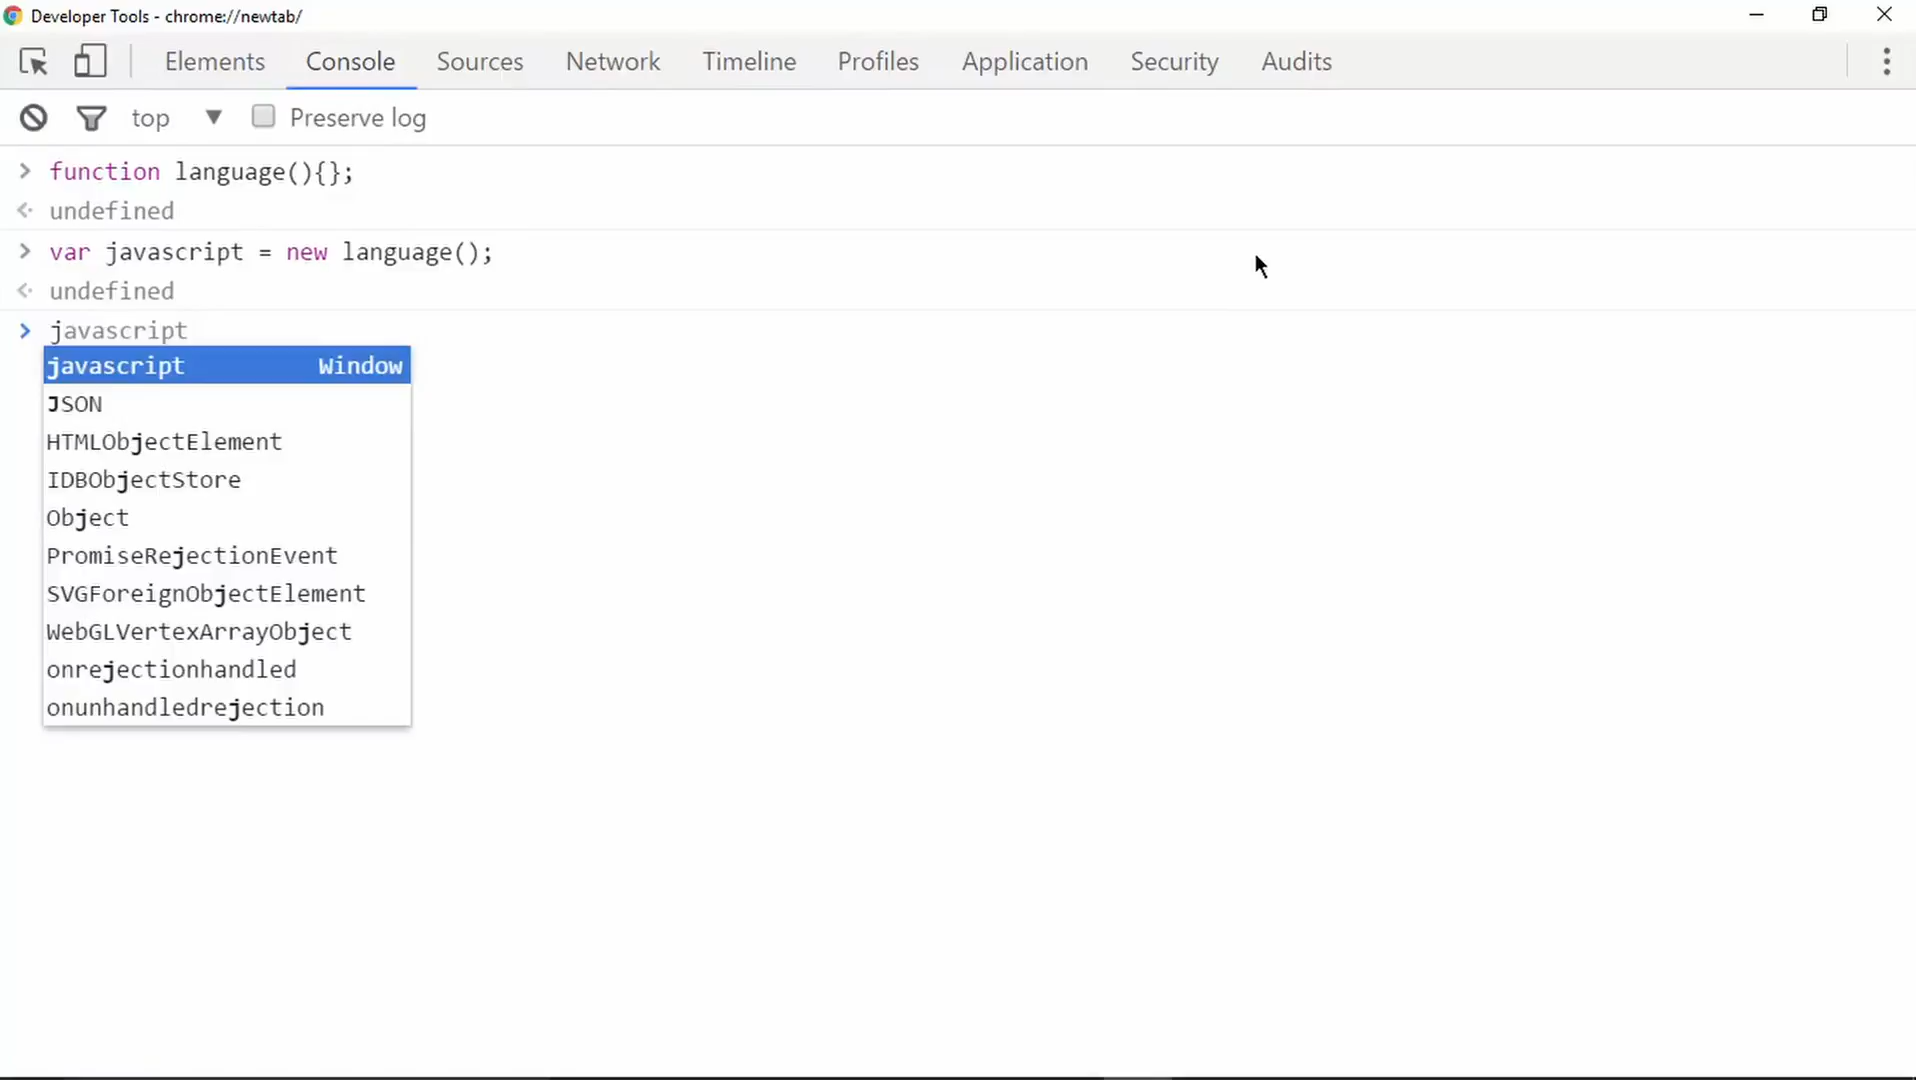 Developer Tools - chrome://newtab/
Elements Console Sources Network Timeline Profiles Application Security Audits
top Preserve log
> function language(){};
undefined
> var javascript = new language();
undefined
> javascript
javascript Window
JSON
HTMLObjectElement
IDBObjectStore
Object
PromiseRejectionEvent
SVGForeignObjectElement
WebGLVertexArrayObject
onrejectionhandled
onunhandledrejection